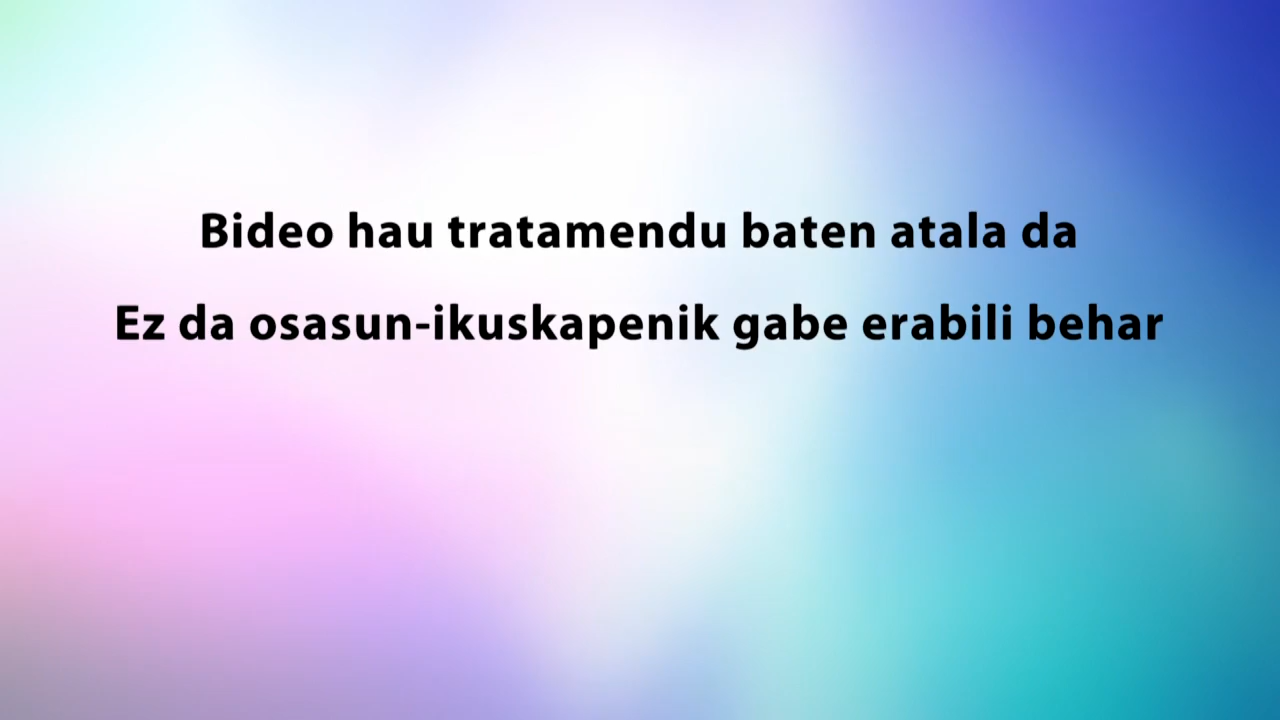 Bideo hau tratamendu baten atala da
Ez da osasun-ikuskapenik gabe erabili behar